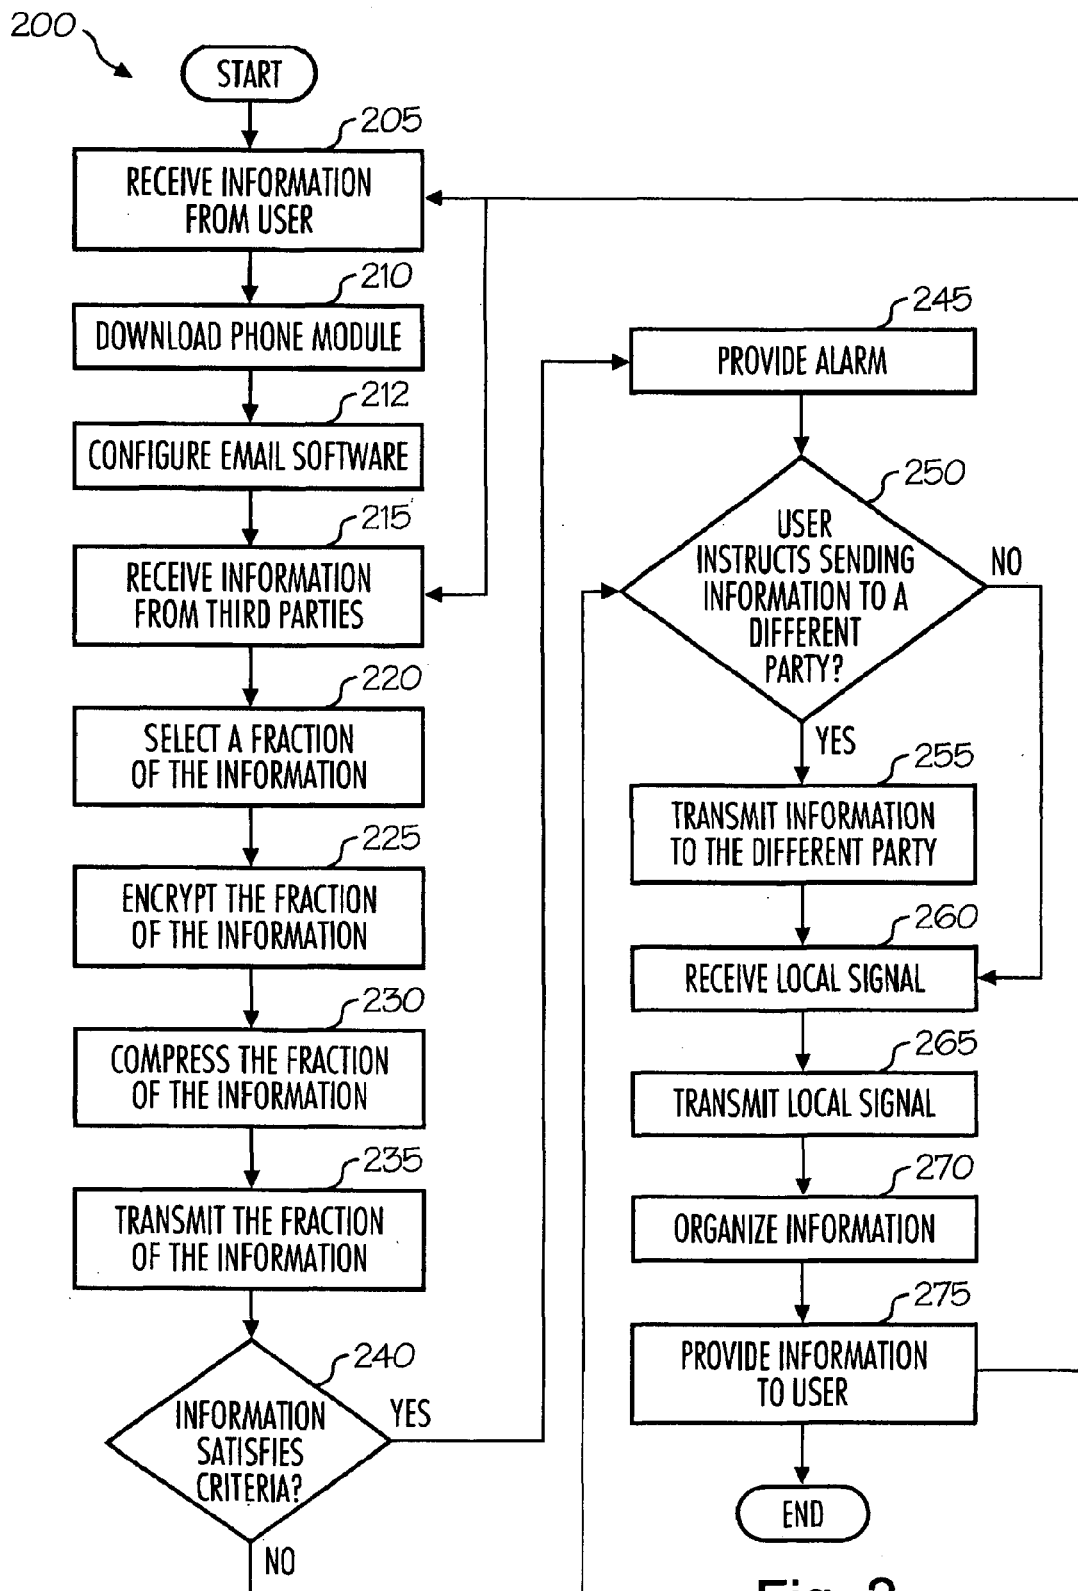 200
START
205
RECEIVE INFORMATION
FROM USER
210
DOWNLOAD PHONE MODULE
212
CONFIGURE EMAIL SOFTWARE
215
RECEIVE INFORMATION
FROM THIRD PARTIES
220
SELECT A FRACTION
OF THE INFORMATION
225
ENCRYPT THE FRACTION
OF THE INFORMATION
230
COMPRESS THE FRACTION
OF THE INFORMATION
235
TRANSMIT THE FRACTION
OF THE INFORMATION
240
INFORMATION
SATISFIES
CRITERIA?
YES
NO
245
PROVIDE ALARM
250
USER
INSTRUCTS SENDING
INFORMATION TO A
DIFFERENT
PARTY?
NO
YES
255
TRANSMIT INFORMATION
TO THE DIFFERENT PARTY
260
RECEIVE LOCAL SIGNAL
265
TRANSMIT LOCAL SIGNAL
270
ORGANIZE INFORMATION
275
PROVIDE INFORMATION
TO USER
END